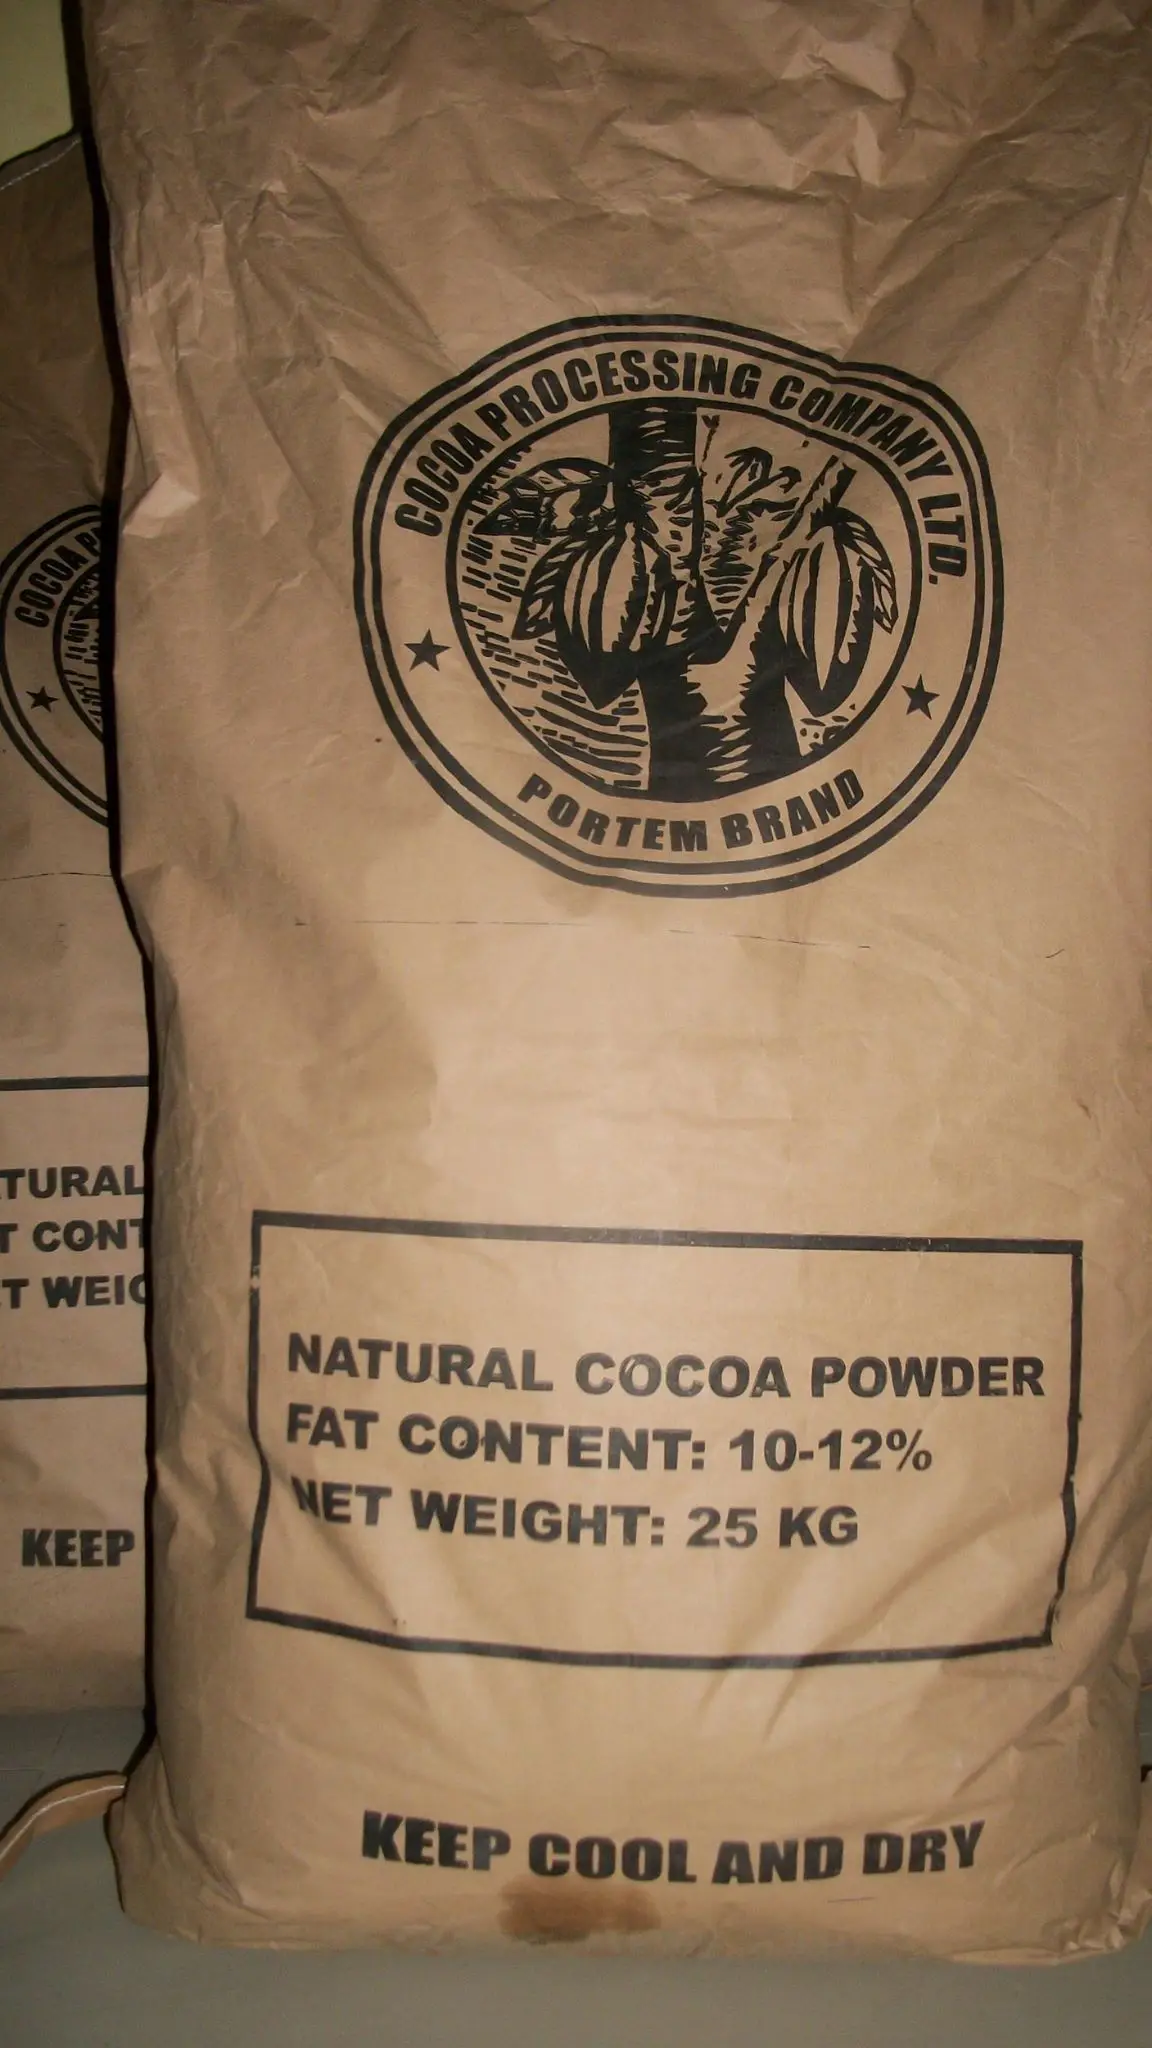 COCOA PROCESSING COMPANY LTD.
PORTEM BRAND
NATURAL COCOA POWDER
FAT CONTENT: 10-12%
NET WEIGHT: 25 KG
KEEP COOL AND DRY
COCOA P
TURAL
T CONT
T WEIG
KEEP